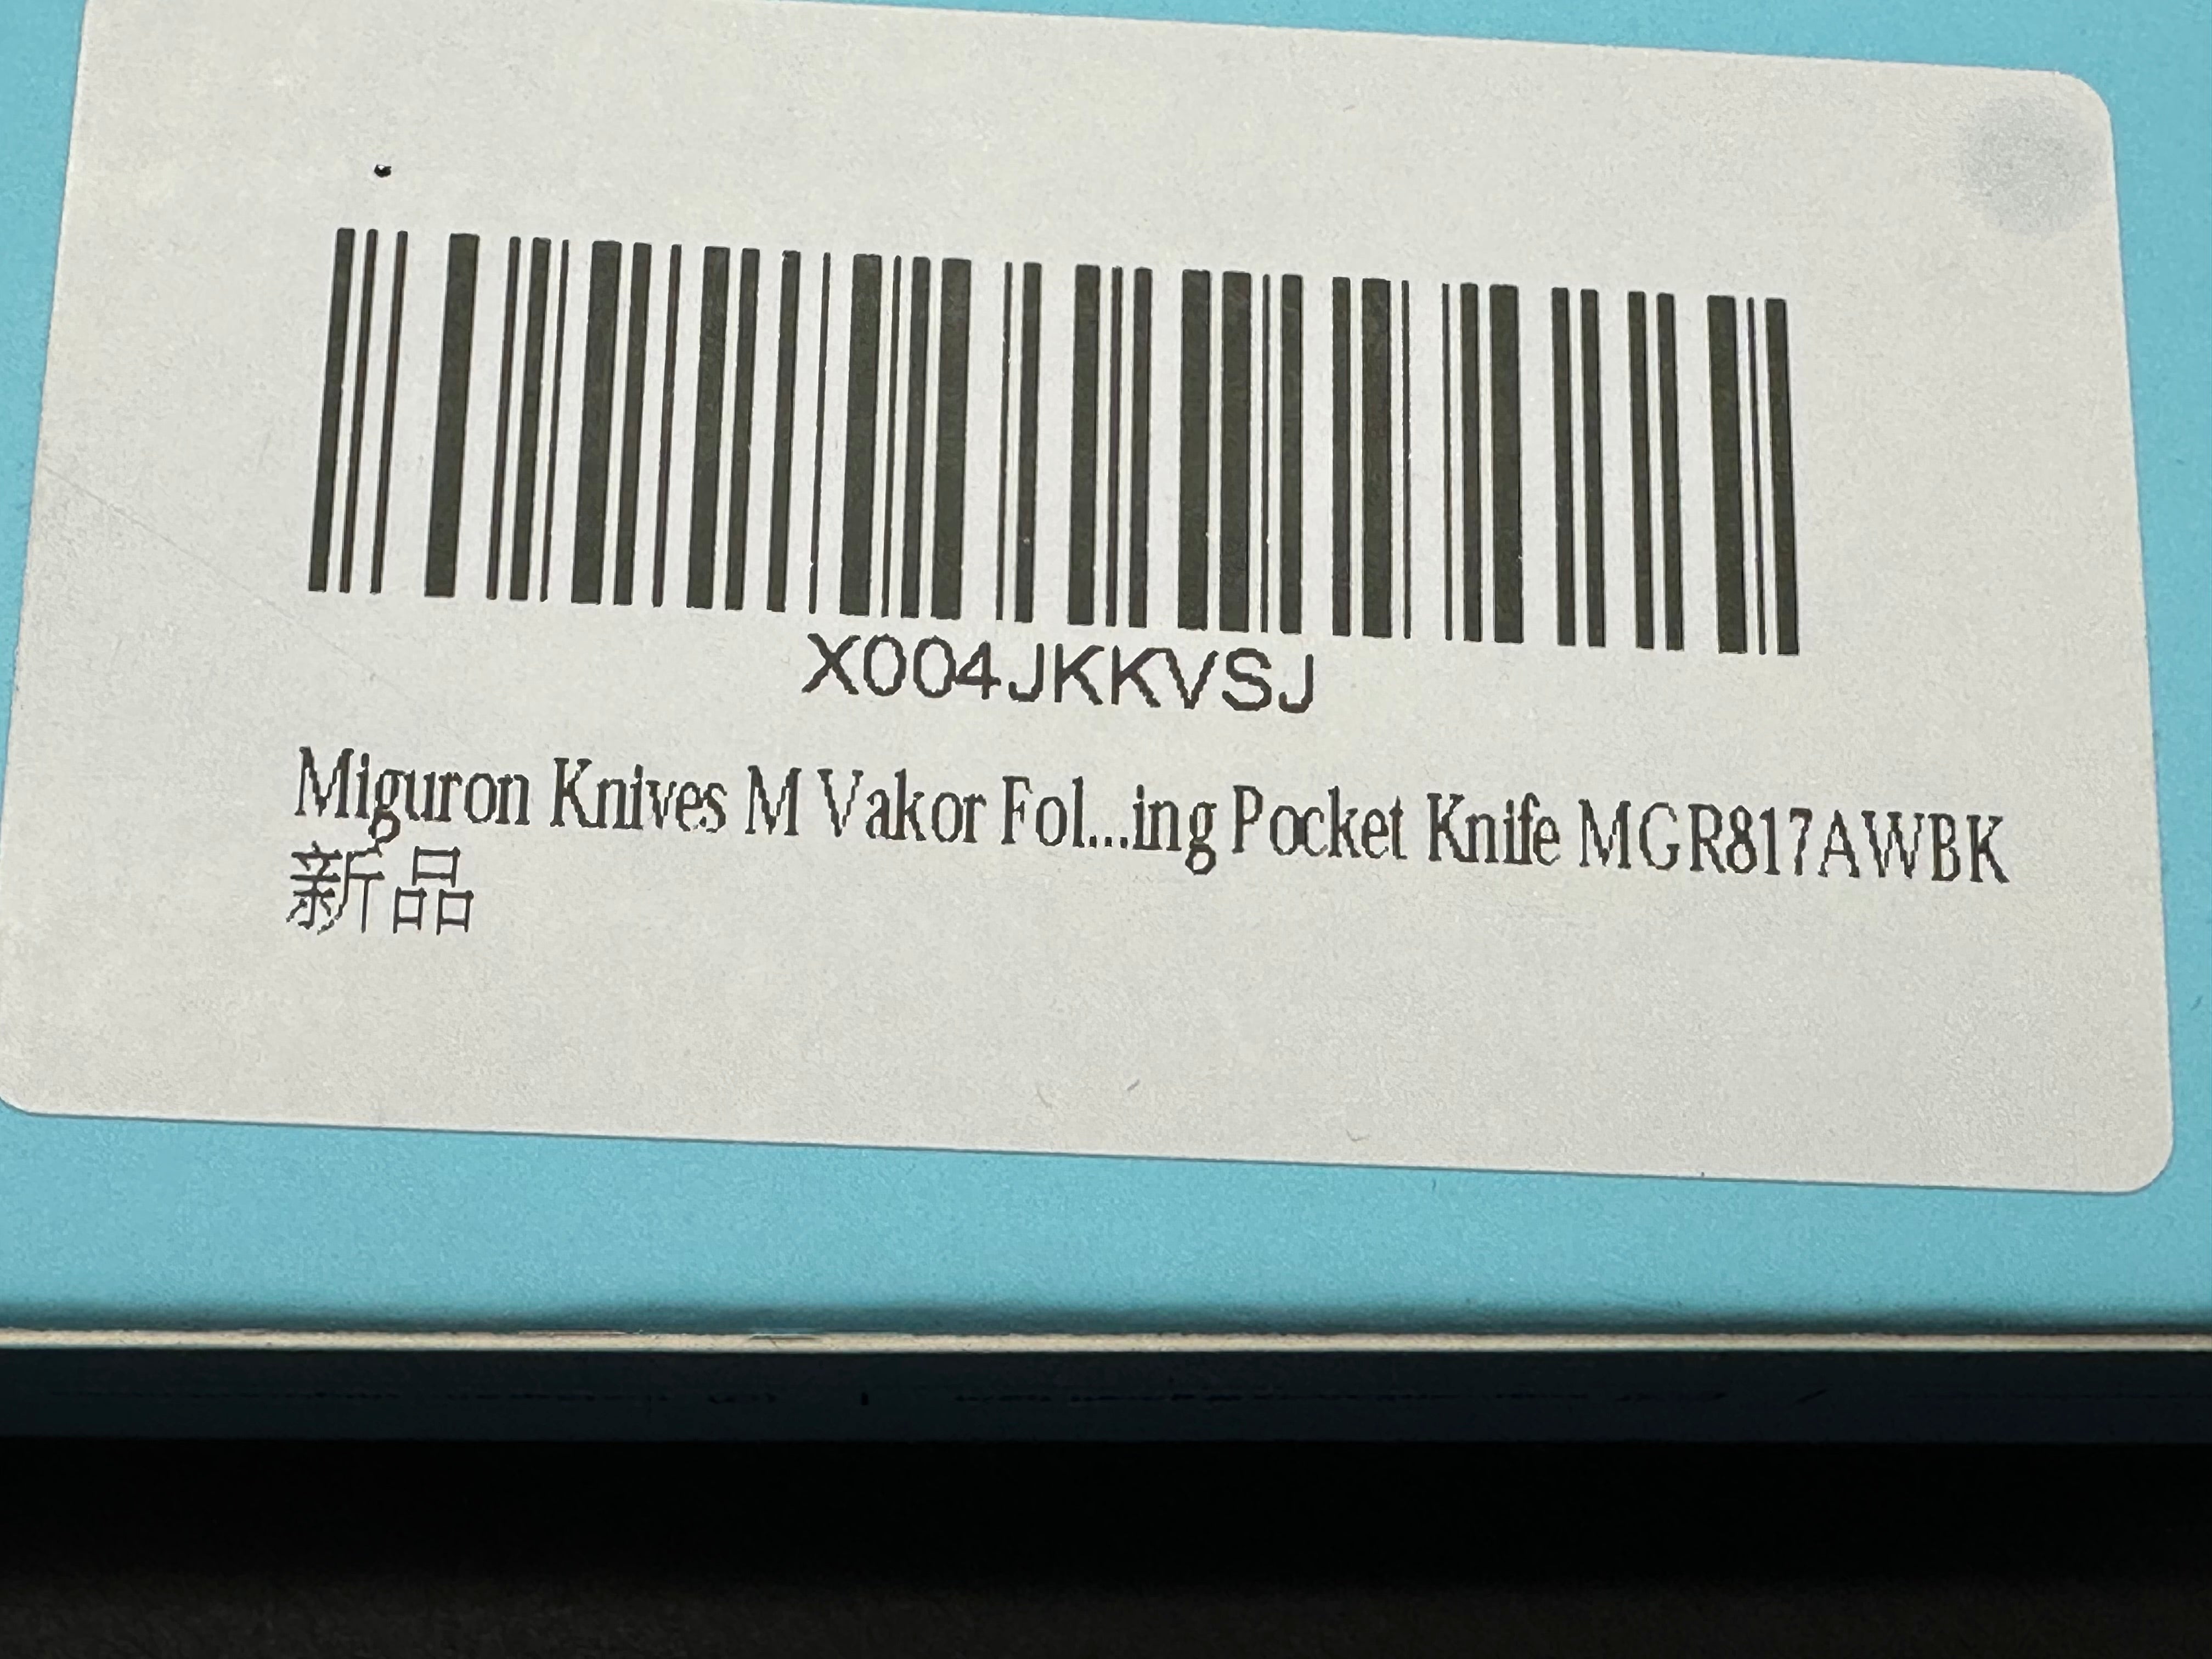 X004JKKVSJ
Miguron Knives M Vakor Fol...ing Pocket Knife MGR817AWBK
新品